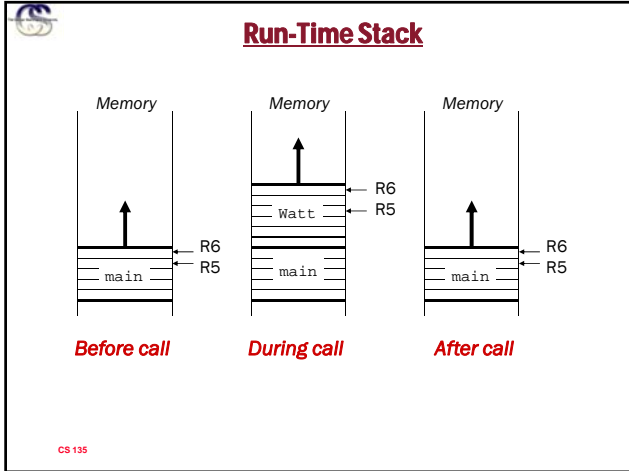 Run-Time Stack
Memory
Memory
Memory
R6
R5
Watt
R6
R5
R6
R5
main
main
main
Before call
During call
After call
CS 135